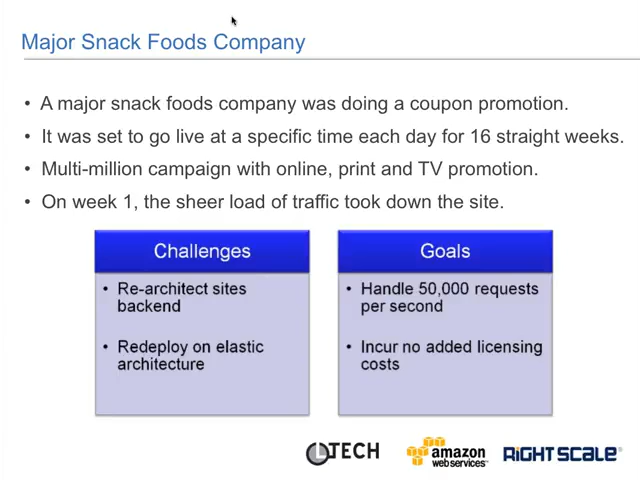 Major Snack Foods Company
• A major snack foods company was doing a coupon promotion.
• It was set to go live at a specific time each day for 16 straight weeks.
• Multi-million campaign with online, print and TV promotion.
• On week 1, the sheer load of traffic took down the site.
Challenges
• Re-architect sites
backend
• Redeploy on elastic
architecture
Goals
• Handle 50,000 requests
per second
• Incur no added licensing
costs
LTECH
amazon
webservices™
RIGHTSCALE